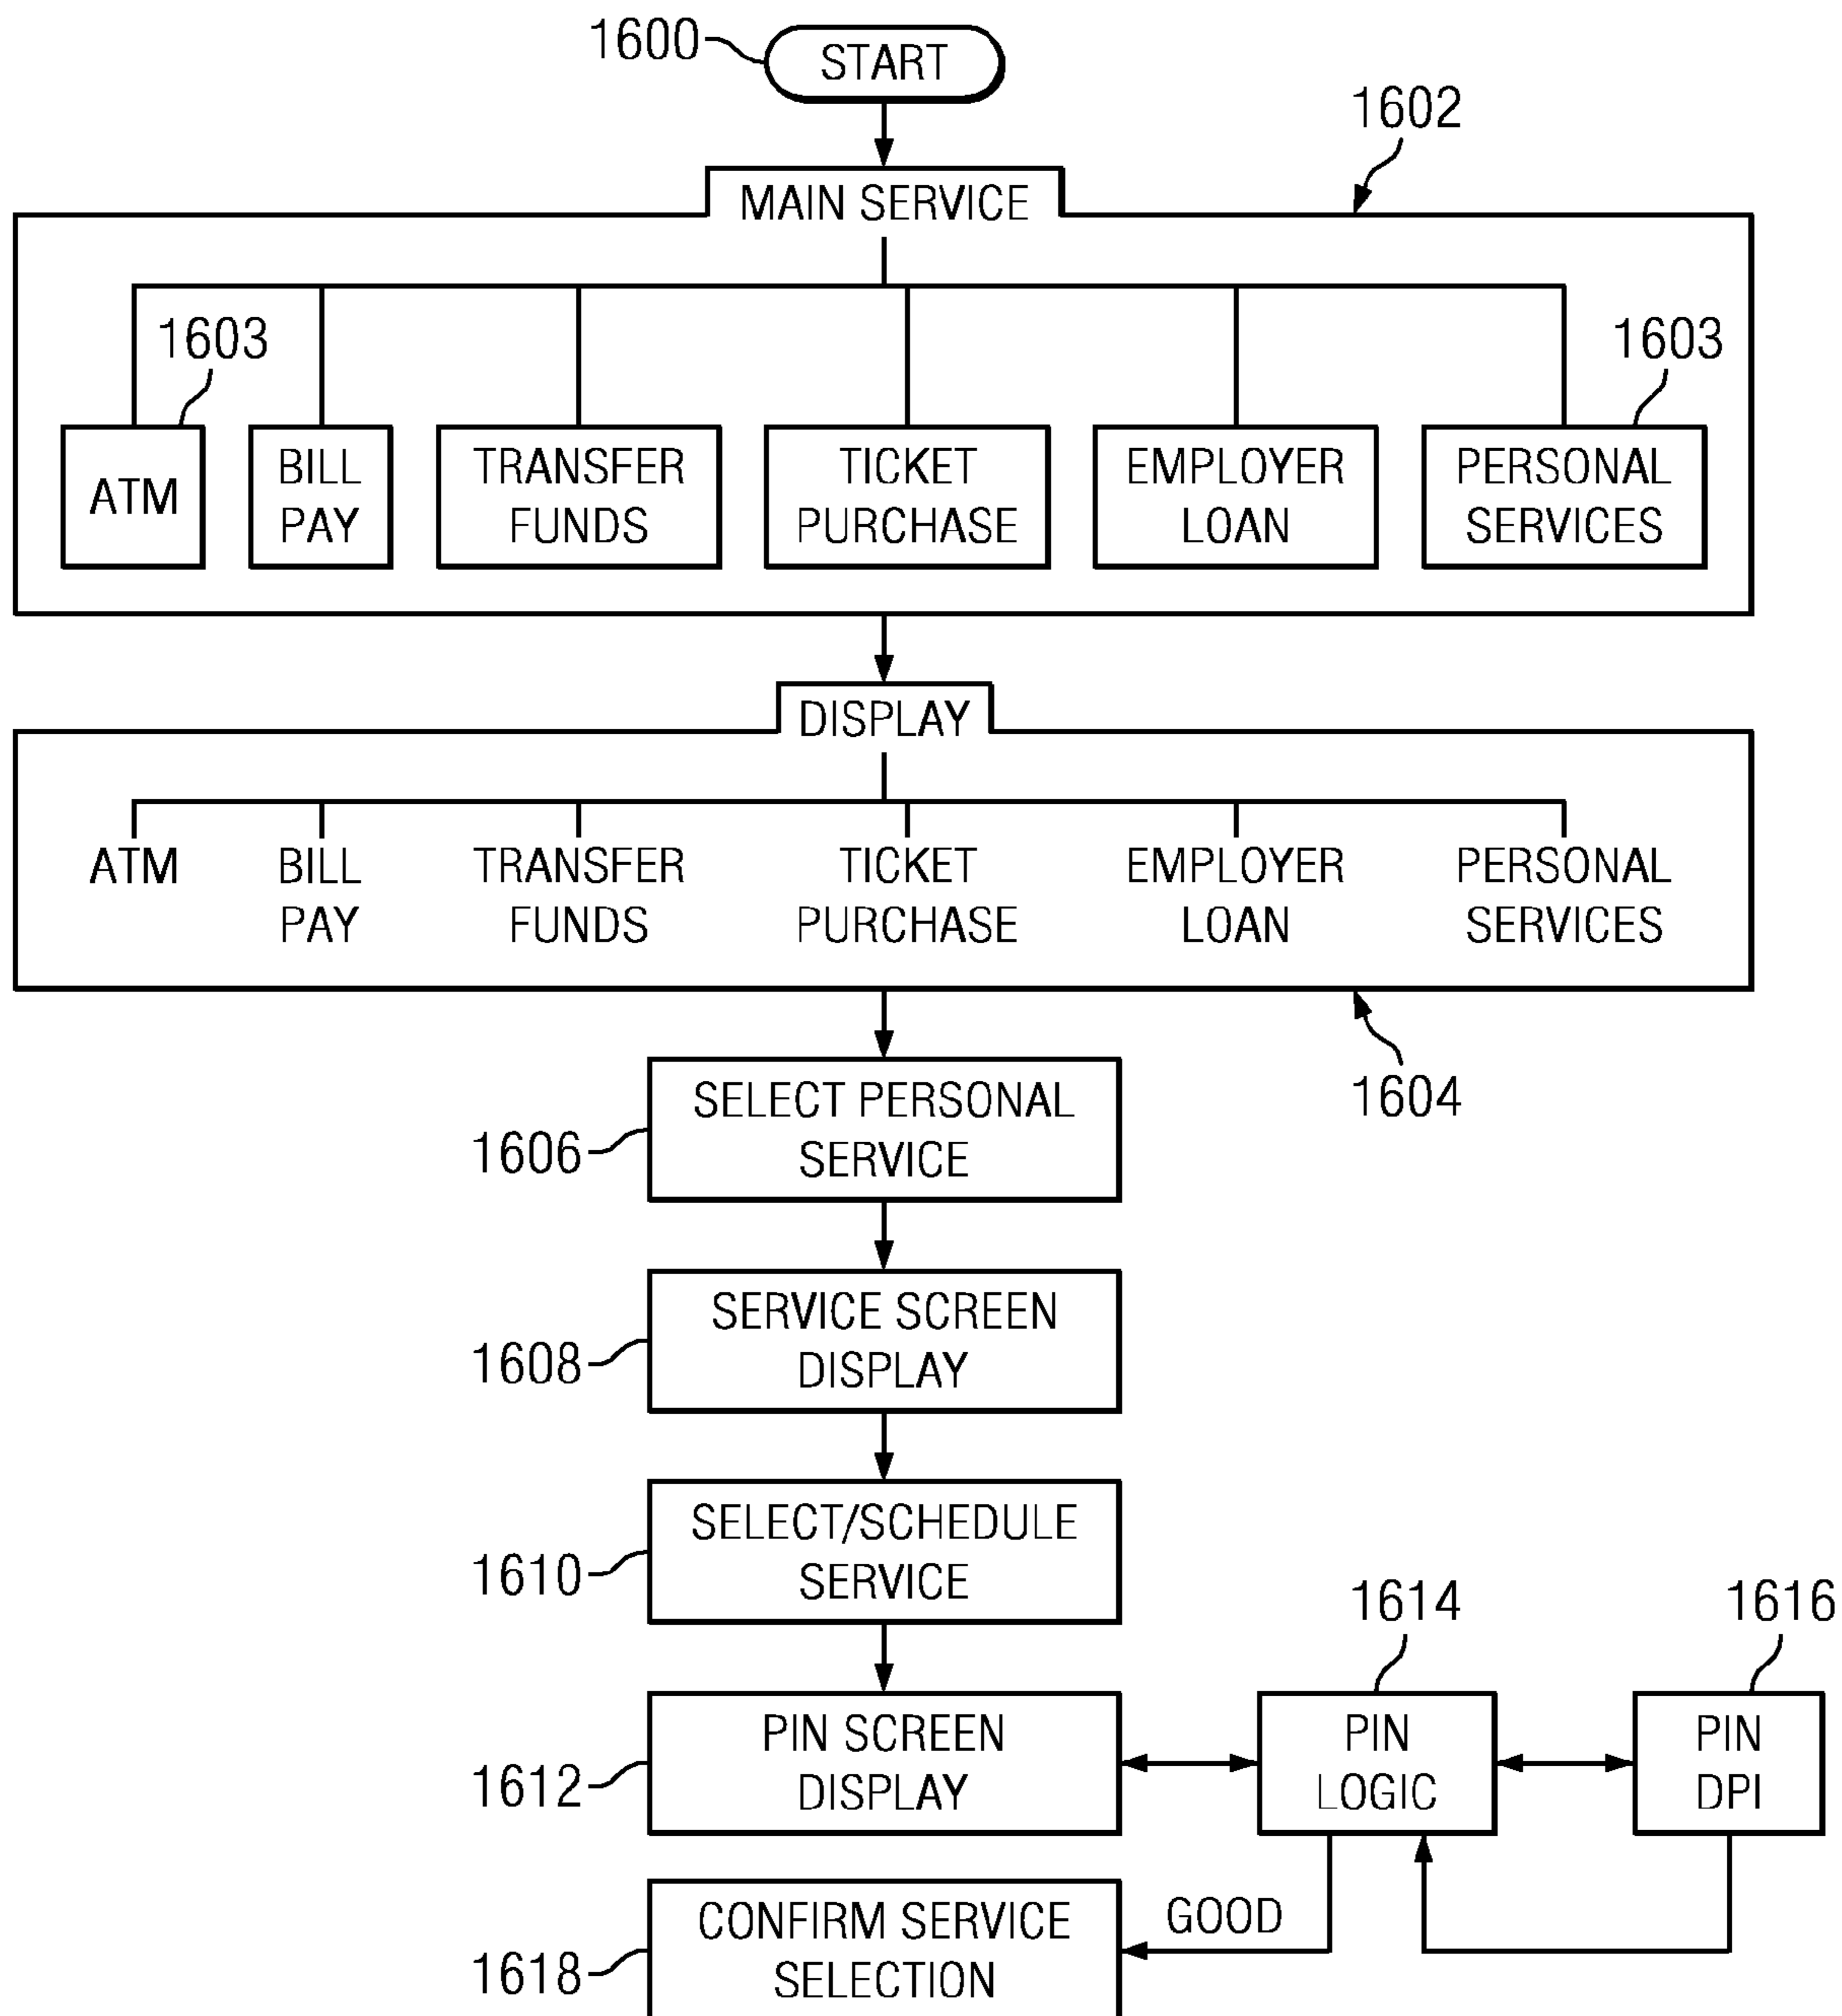 1600
START
1602
MAIN SERVICE
1603
1603
ATM
BILL
PAY
TRANSFER
FUNDS
TICKET
PURCHASE
EMPLOYER
LOAN
PERSONAL
SERVICES
DISPLAY
ATM
BILL
PAY
TRANSFER
FUNDS
TICKET
PURCHASE
EMPLOYER
LOAN
PERSONAL
SERVICES
1604
1606
SELECT PERSONAL
SERVICE
1608
SERVICE SCREEN
DISPLAY
1610
SELECT/SCHEDULE
SERVICE
1612
PIN SCREEN
DISPLAY
1614
PIN
LOGIC
1616
PIN
DPI
GOOD
1618
CONFIRM SERVICE
SELECTION